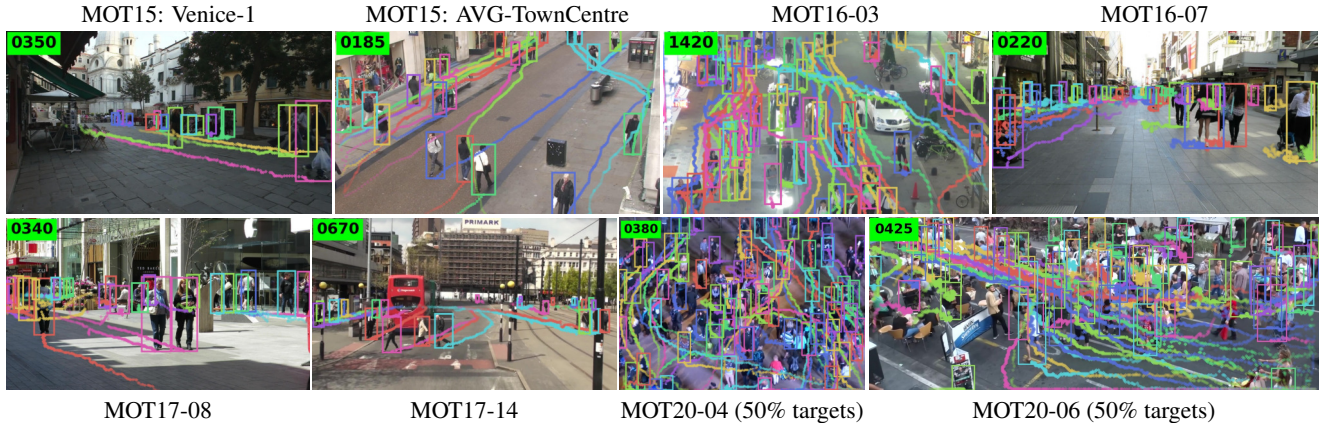 MOT15: Venice-1
MOT15: AVG-TownCentre
MOT16-03
MOT16-07
0350
0185
1420
0220
0340
0670
0380
0425
PRIMARK
MOT17-08
MOT17-14
MOT20-04 (50% targets)
MOT20-06 (50% targets)